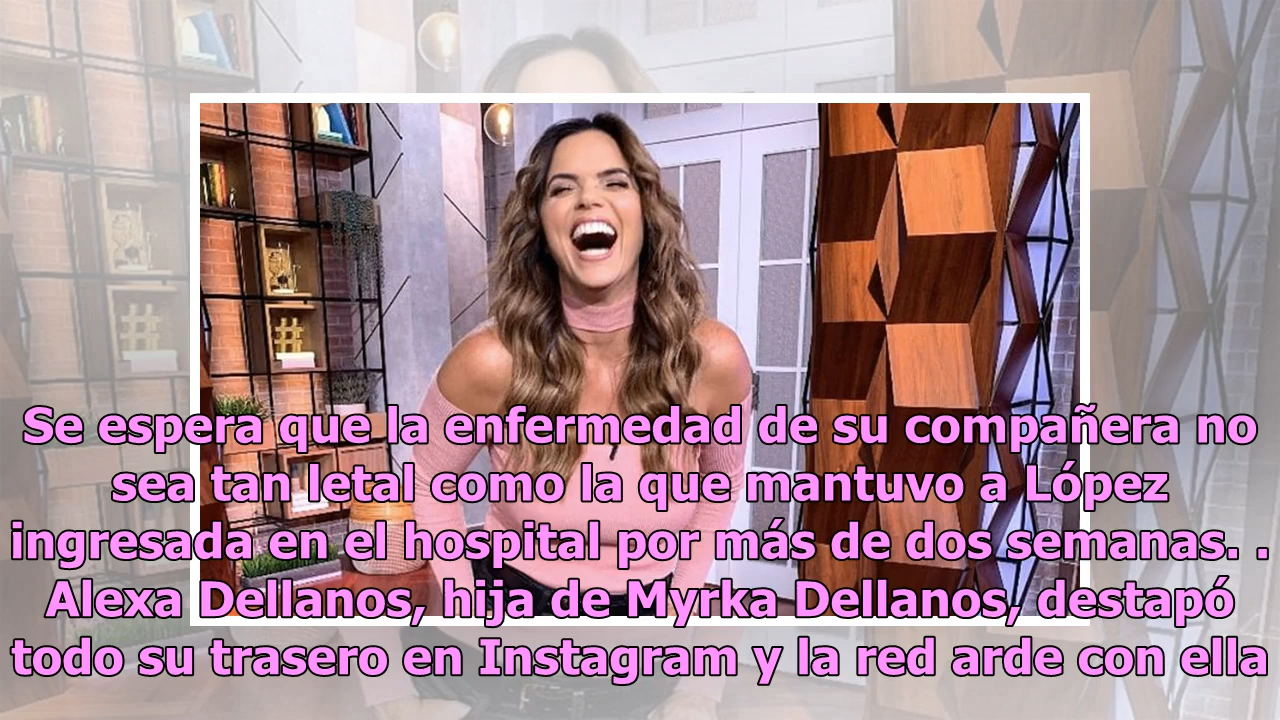 Se espera que la enfermedad de su compañera no
sea tan letal como la que mantuvo a López
ingresada en el hospital por más de dos semanas. .
Alexa Dellanos, hija de Myrka Dellanos, destapó
todo su trasero en Instagram y la red arde con ella